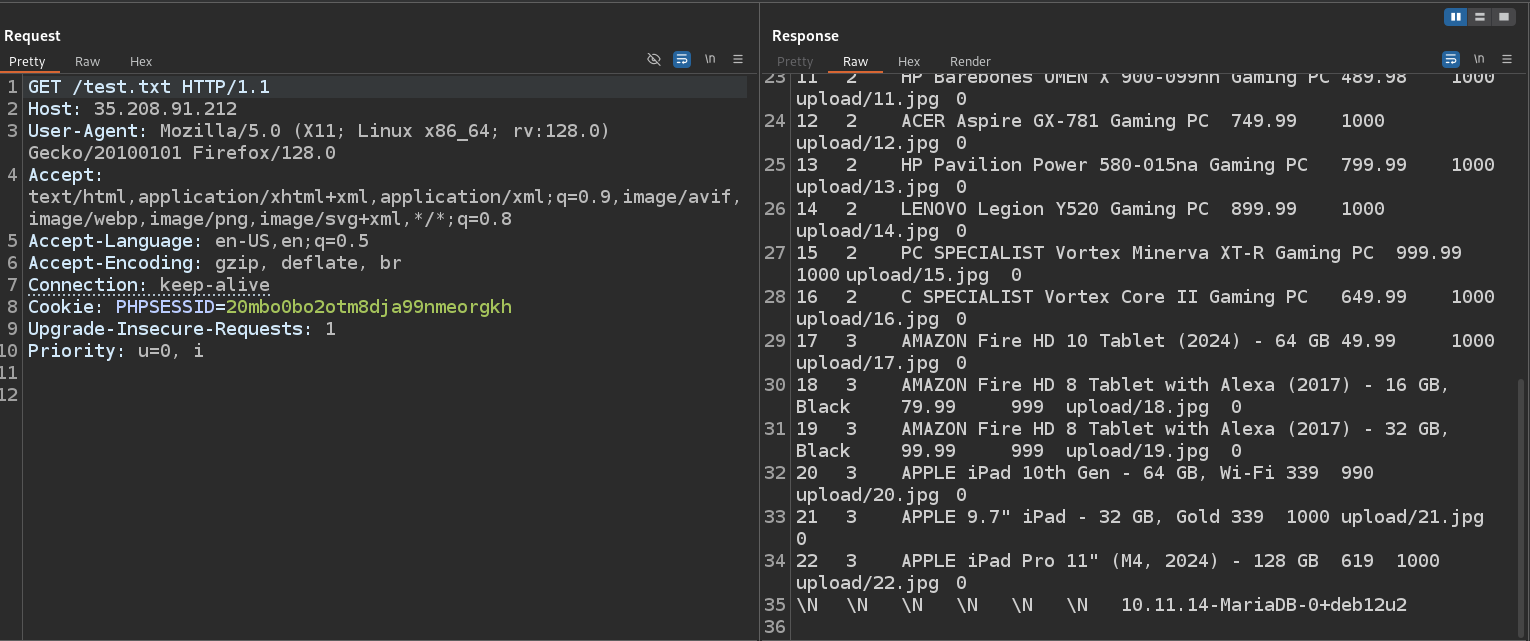 Request
Pretty Raw Hex \n
1 GET /test.txt HTTP/1.1
2 Host: 35.208.91.212
3 User-Agent: Mozilla/5.0 (X11; Linux x86_64; rv:128.0)
Gecko/20100101 Firefox/128.0
4 Accept:
text/html,application/xhtml+xml,application/xml;q=0.9,image/avif,
image/webp,image/png,image/svg+xml,*/*;q=0.8
5 Accept-Language: en-US,en;q=0.5
6 Accept-Encoding: gzip, deflate, br
7 Connection: keep-alive
8 Cookie: PHPSESSID=20mbo0bo2otm8dja99nmeorgkh
9 Upgrade-Insecure-Requests: 1
10 Priority: u=0, i
11
12
Response
Pretty Raw Hex Render \n
23 11 2 HP Barebones OMEN X 900-099nn Gaming PC 489.98 1000
upload/11.jpg 0
24 12 2 ACER Aspire GX-781 Gaming PC 749.99 1000
upload/12.jpg 0
25 13 2 HP Pavilion Power 580-015na Gaming PC 799.99 1000
upload/13.jpg 0
26 14 2 LENOVO Legion Y520 Gaming PC 899.99 1000
upload/14.jpg 0
27 15 2 PC SPECIALIST Vortex Minerva XT-R Gaming PC 999.99
1000 upload/15.jpg 0
28 16 2 C SPECIALIST Vortex Core II Gaming PC 649.99 1000
upload/16.jpg 0
29 17 3 AMAZON Fire HD 10 Tablet (2024) - 64 GB 49.99 1000
upload/17.jpg 0
30 18 3 AMAZON Fire HD 8 Tablet with Alexa (2017) - 16 GB,
Black 79.99 999 upload/18.jpg 0
31 19 3 AMAZON Fire HD 8 Tablet with Alexa (2017) - 32 GB,
Black 99.99 999 upload/19.jpg 0
32 20 3 APPLE iPad 10th Gen - 64 GB, Wi-Fi 339 990
upload/20.jpg 0
33 21 3 APPLE 9.7" iPad - 32 GB, Gold 339 1000 upload/21.jpg
0
34 22 3 APPLE iPad Pro 11" (M4, 2024) - 128 GB 619 1000
upload/22.jpg 0
35 \N \N \N \N \N \N 10.11.14-MariaDB-0+deb12u2
36